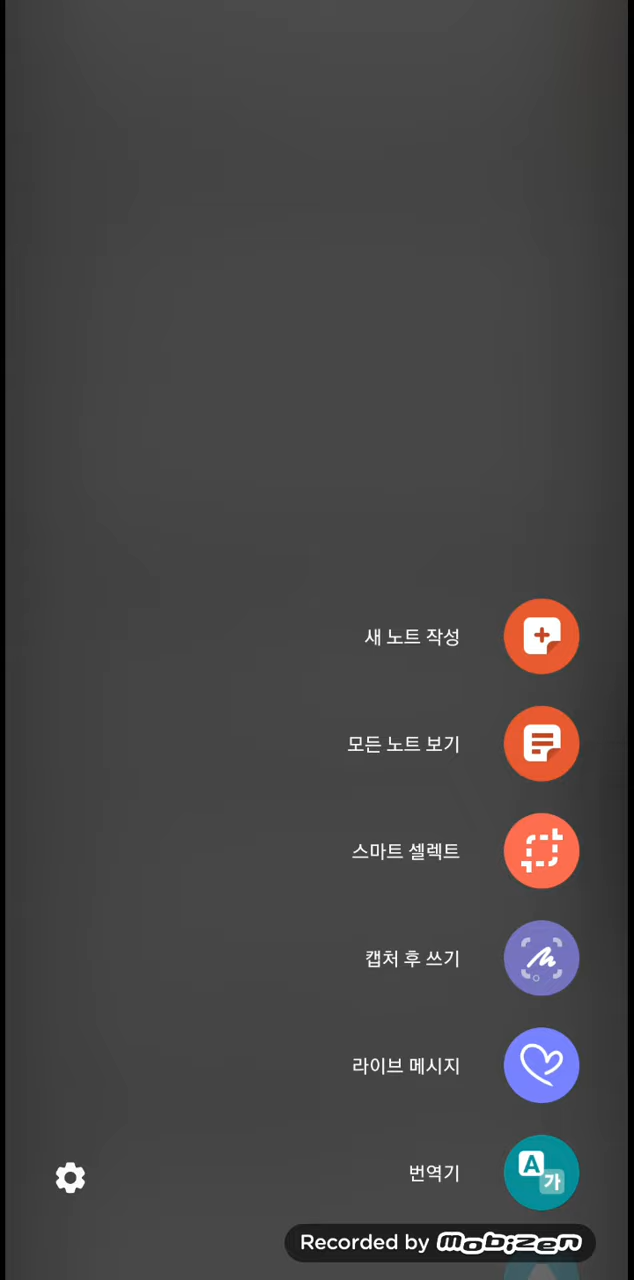 새 노트 작성
모든 노트 보기
스마트 셀렉트
캡처 후 쓰기
라이브 메시지
번역기
A
가
Recorded by mobizen